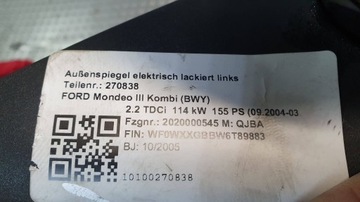 Außenspiegel elektrisch lackiert links
Teilenr.: 270838
FORD Mondeo III Kombi (BWY)
2.2 TDCi 114 kW 155 PS (09.2004-03
Fzgnr.: 2020000545 M: QJBA
FIN: WF0WXXGBBW6T89883
BJ: 10/2005
10100270838